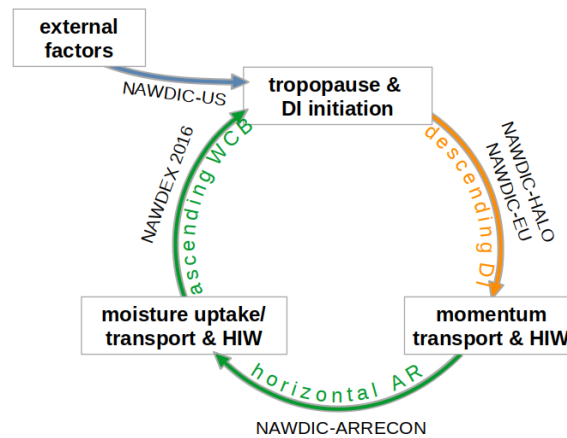 external
factors
NAWDIC-US
tropopause &
DI initiation
NAWDEX 2016
ascending WCB
descending DI
NAWDIC-HALO
NAWDIC-EU
moisture uptake/
transport & HIW
momentum
transport & HIW
horizontal AR
NAWDIC-ARRECON